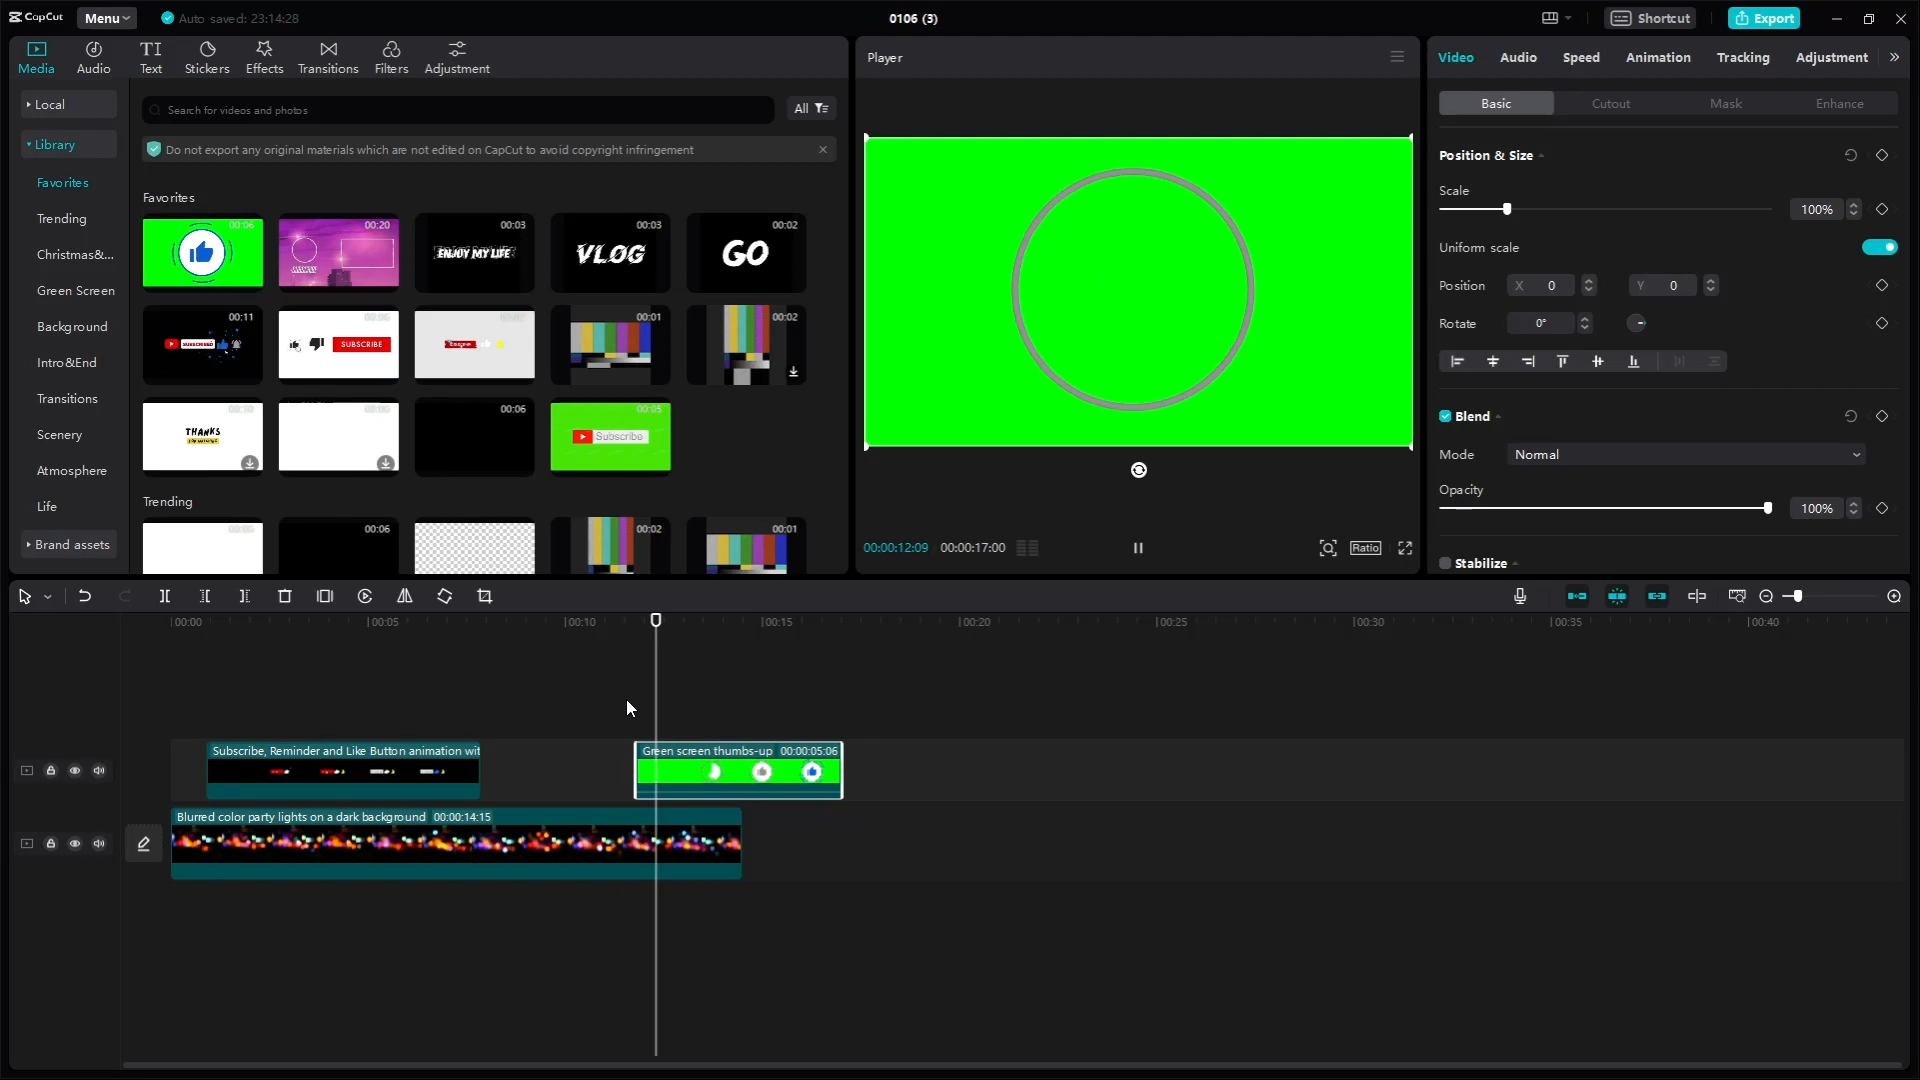 CapCut
Menu
Auto saved: 23:14:28
0106 (3)
Shortcut
Export
Media
Audio
Text
Stickers
Effects
Transitions
Filters
Adjustment
Player
Video
Audio
Speed
Animation
Tracking
Adjustment
Local
Search for videos and photos
All
Basic
Cutout
Mask
Enhance
Library
Do not export any original materials which are not edited on CapCut to avoid copyright infringement
Position & Size
Favorites
Favorites
Scale
100%
Trending
00:06
00:20
00:03
00:03
00:02
ENJOY MY LIFE
VLOG
GO
Uniform scale
Christmas&...
Green Screen
Position
X 0
Y 0
Background
00:11
00:01
00:02
Rotate
0°
SUBSCRIBED
SUBSCRIBE
Intro&End
Transitions
00:06
00:05
Blend
Scenery
THANKS
Subscribe
Mode
Normal
Atmosphere
Opacity
Trending
100%
Life
00:06
00:02
00:01
Brand assets
00:00:12:09
00:00:17:00
Ratio
Stabilize
00:00
00:05
00:10
00:15
00:20
00:25
00:30
00:35
00:40
Subscribe, Reminder and Like Button animation wit
Green screen thumbs-up 00:00:05:06
Blurred color party lights on a dark background 00:00:14:15